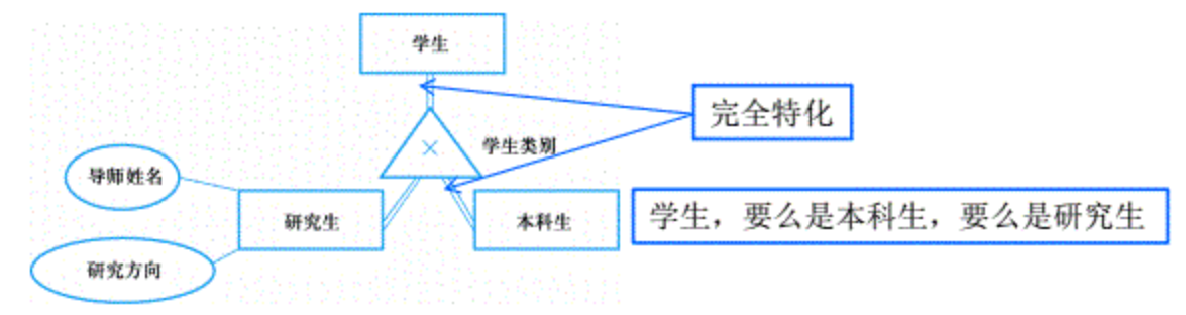 学生
完全特化
×
学生类别
导师姓名
研究生
本科生
学生，要么是本科生，要么是研究生
研究方向